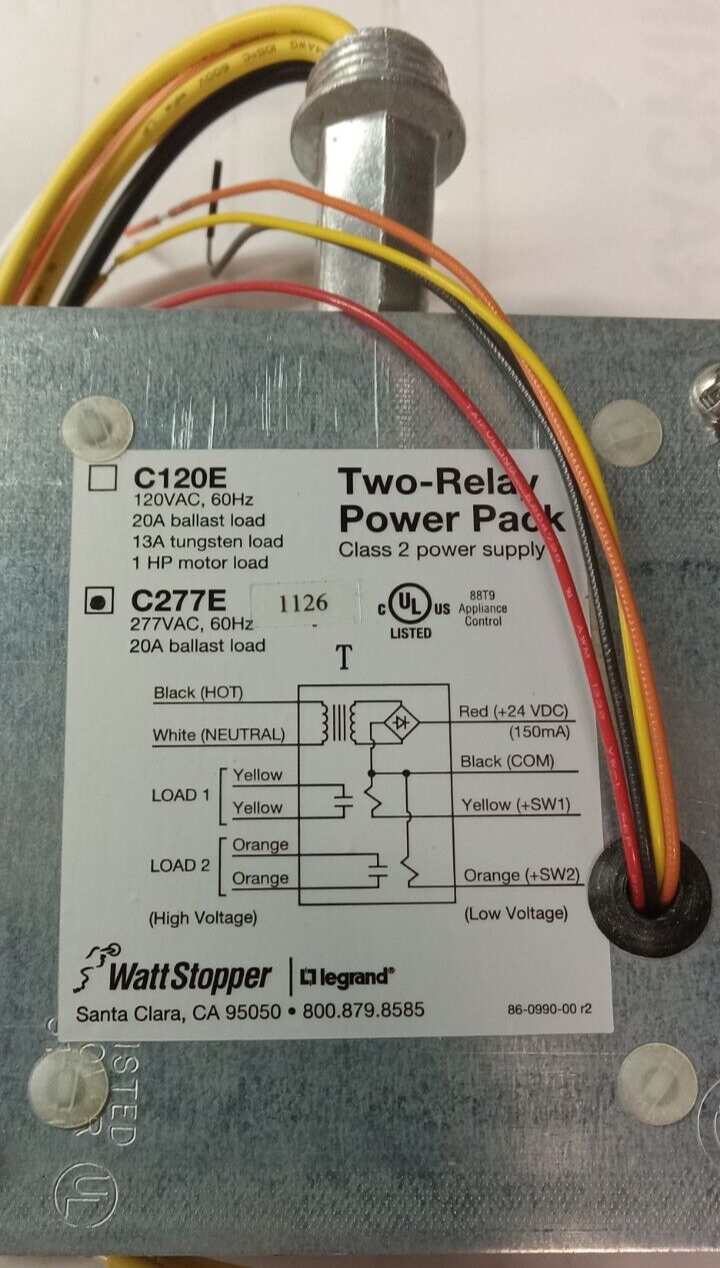 C120E
120VAC, 60Hz
20A ballast load
13A tungsten load
1 HP motor load
Two-Relay
Power Pack
Class 2 power supply
C277E 1126
277VAC, 60Hz
20A ballast load
C UL US
LISTED
88T9
Appliance
Control
T
Black (HOT)
White (NEUTRAL)
LOAD 1
Yellow
Yellow
LOAD 2
Orange
Orange
(High Voltage)
Red (+24 VDC)
(150mA)
Black (COM)
Yellow (+SW1)
Orange (+SW2)
(Low Voltage)
WattStopper legrand®
Santa Clara, CA 95050 • 800.879.8585
86-0990-00 r2
UL